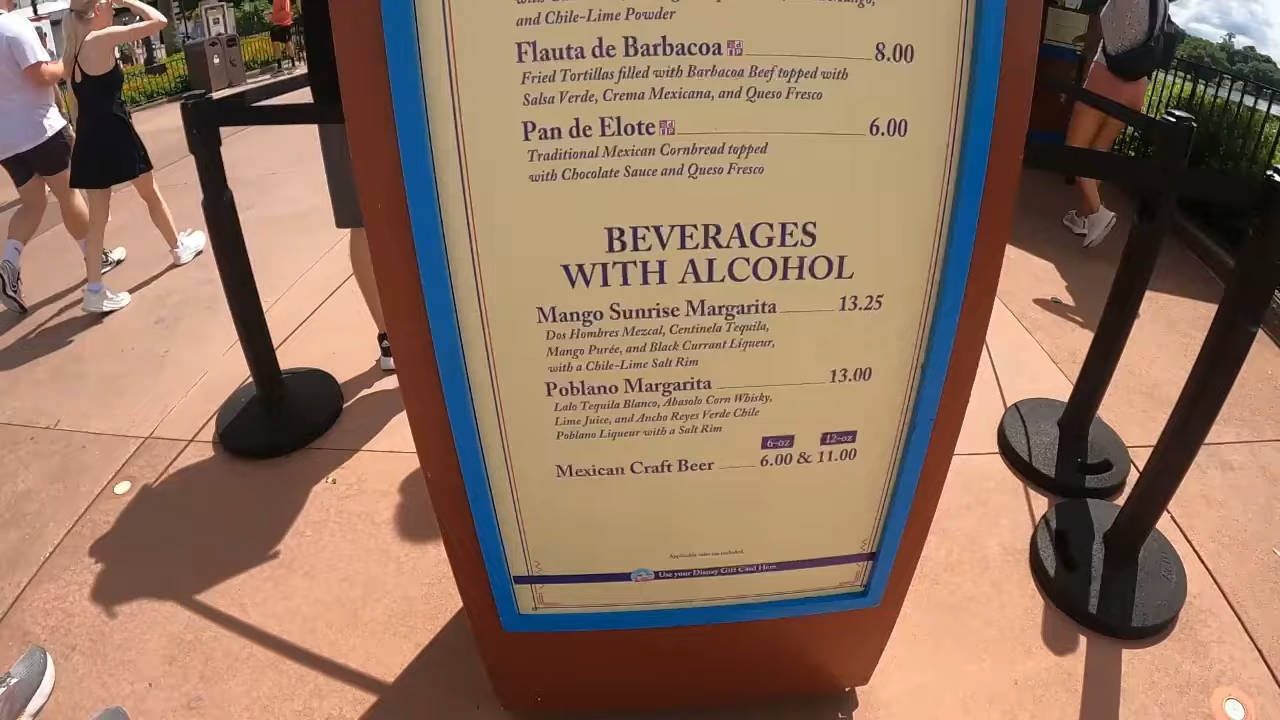 and Chile-Lime Powder
Flauta de Barbacoa 8.00
Fried Tortillas filled with Barbacoa Beef topped with
Salsa Verde, Crema Mexicana, and Queso Fresco
Pan de Elote 6.00
Traditional Mexican Cornbread topped
with Chocolate Sauce and Queso Fresco
BEVERAGES
WITH ALCOHOL
Mango Sunrise Margarita 13.25
Dos Hombres Mezcal, Centinela Tequila,
Mango Purée, and Black Currant Liqueur,
with a Chile-Lime Salt Rim
Poblano Margarita 13.00
Lalo Tequila Blanco, Abasolo Corn Whisky,
Lime Juice, and Ancho Reyes Verde Chile
Poblano Liqueur with a Salt Rim
6-oz 12-oz
Mexican Craft Beer 6.00 & 11.00
Applicable sales tax included.
Use your Disney Gift Card Here.